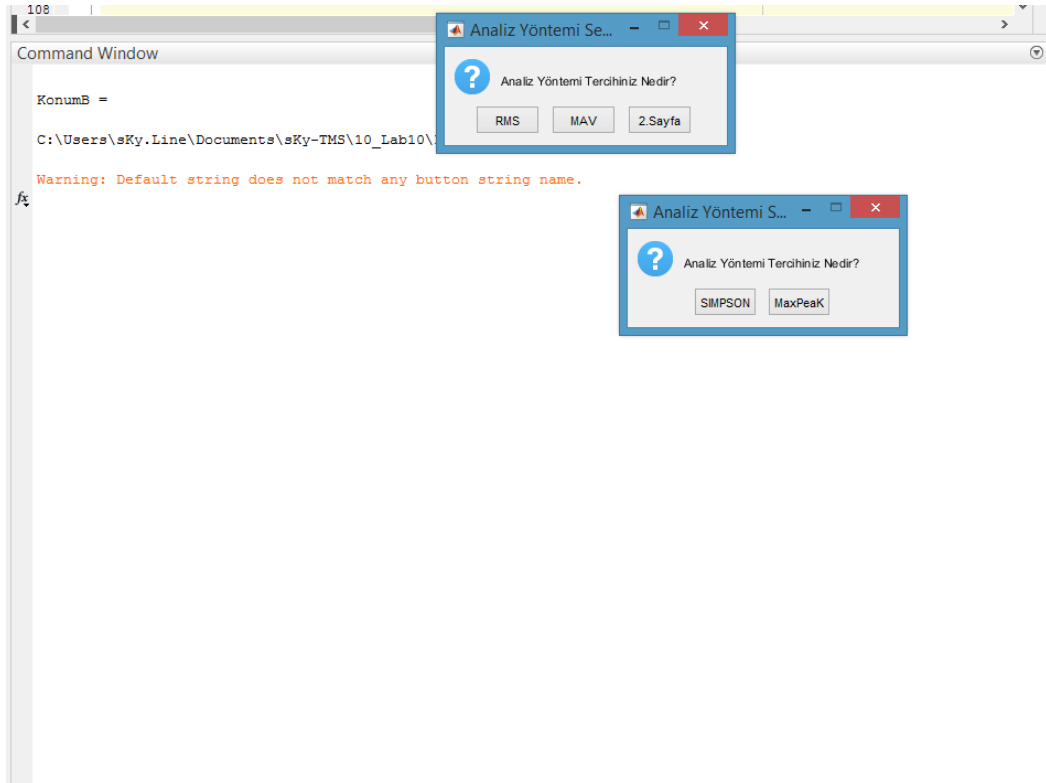 108
Command Window
KonumB =
C:\Users\sKy.Line\Documents\sKy-TMS\10_Lab10\
Warning: Default string does not match any button string name.
fx
Analiz Yöntemi Se...
Analiz Yöntemi Tercihiniz Nedir?
RMS MAV 2.Sayfa
Analiz Yöntemi S...
Analiz Yöntemi Tercihiniz Nedir?
SIMPSON MaxPeaK